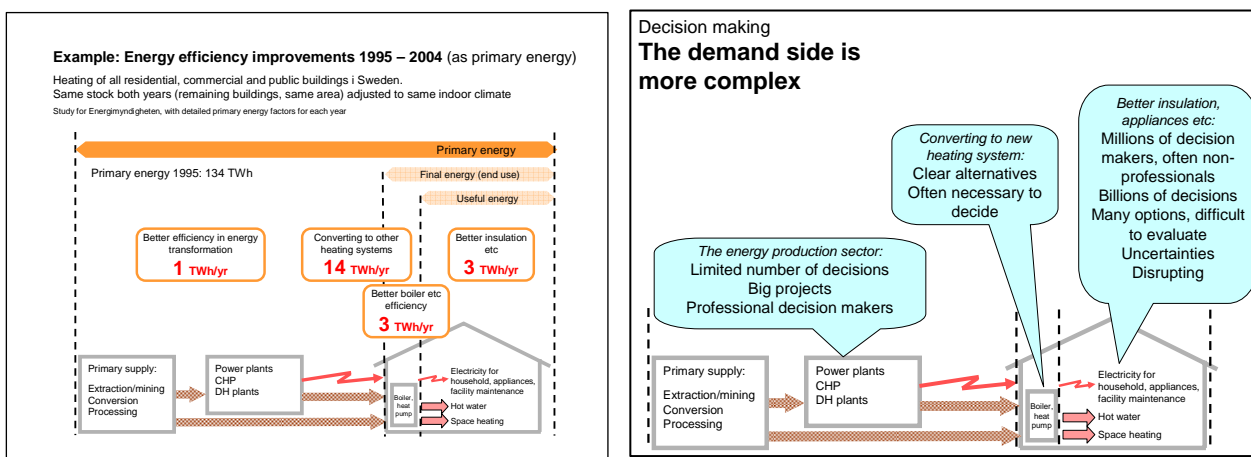 Example: Energy efficiency improvements 1995 – 2004 (as primary energy)
Heating of all residential, commercial and public buildings i Sweden.
Same stock both years (remaining buildings, same area) adjusted to same indoor climate
Study for Energimyndigheten, with detailed primary energy factors for each year
Primary energy
Primary energy 1995: 134 TWh
Final energy (end use)
Useful energy
Better efficiency in energy
transformation
1 TWh/yr
Converting to other
heating systems
14 TWh/yr
Better insulation
etc
3 TWh/yr
Better boiler etc
efficiency
3 TWh/yr
Primary supply:
Extraction/mining
Conversion
Processing
Power plants
CHP
DH plants
Boiler,
heat
pump
Electricity for
household, appliances,
facility maintenance
Hot water
Space heating
Decision making
The demand side is
more complex
The energy production sector:
Limited number of decisions
Big projects
Professional decision makers
Converting to new
heating system:
Clear alternatives
Often necessary to
decide
Better insulation,
appliances etc:
Millions of decision
makers, often non-
professionals
Billions of decisions
Many options, difficult
to evaluate
Uncertainties
Disrupting
Primary supply:
Extraction/mining
Conversion
Processing
Power plants
CHP
DH plants
Boiler,
heat
pump
Electricity for
household, appliances,
facility maintenance
Hot water
Space heating